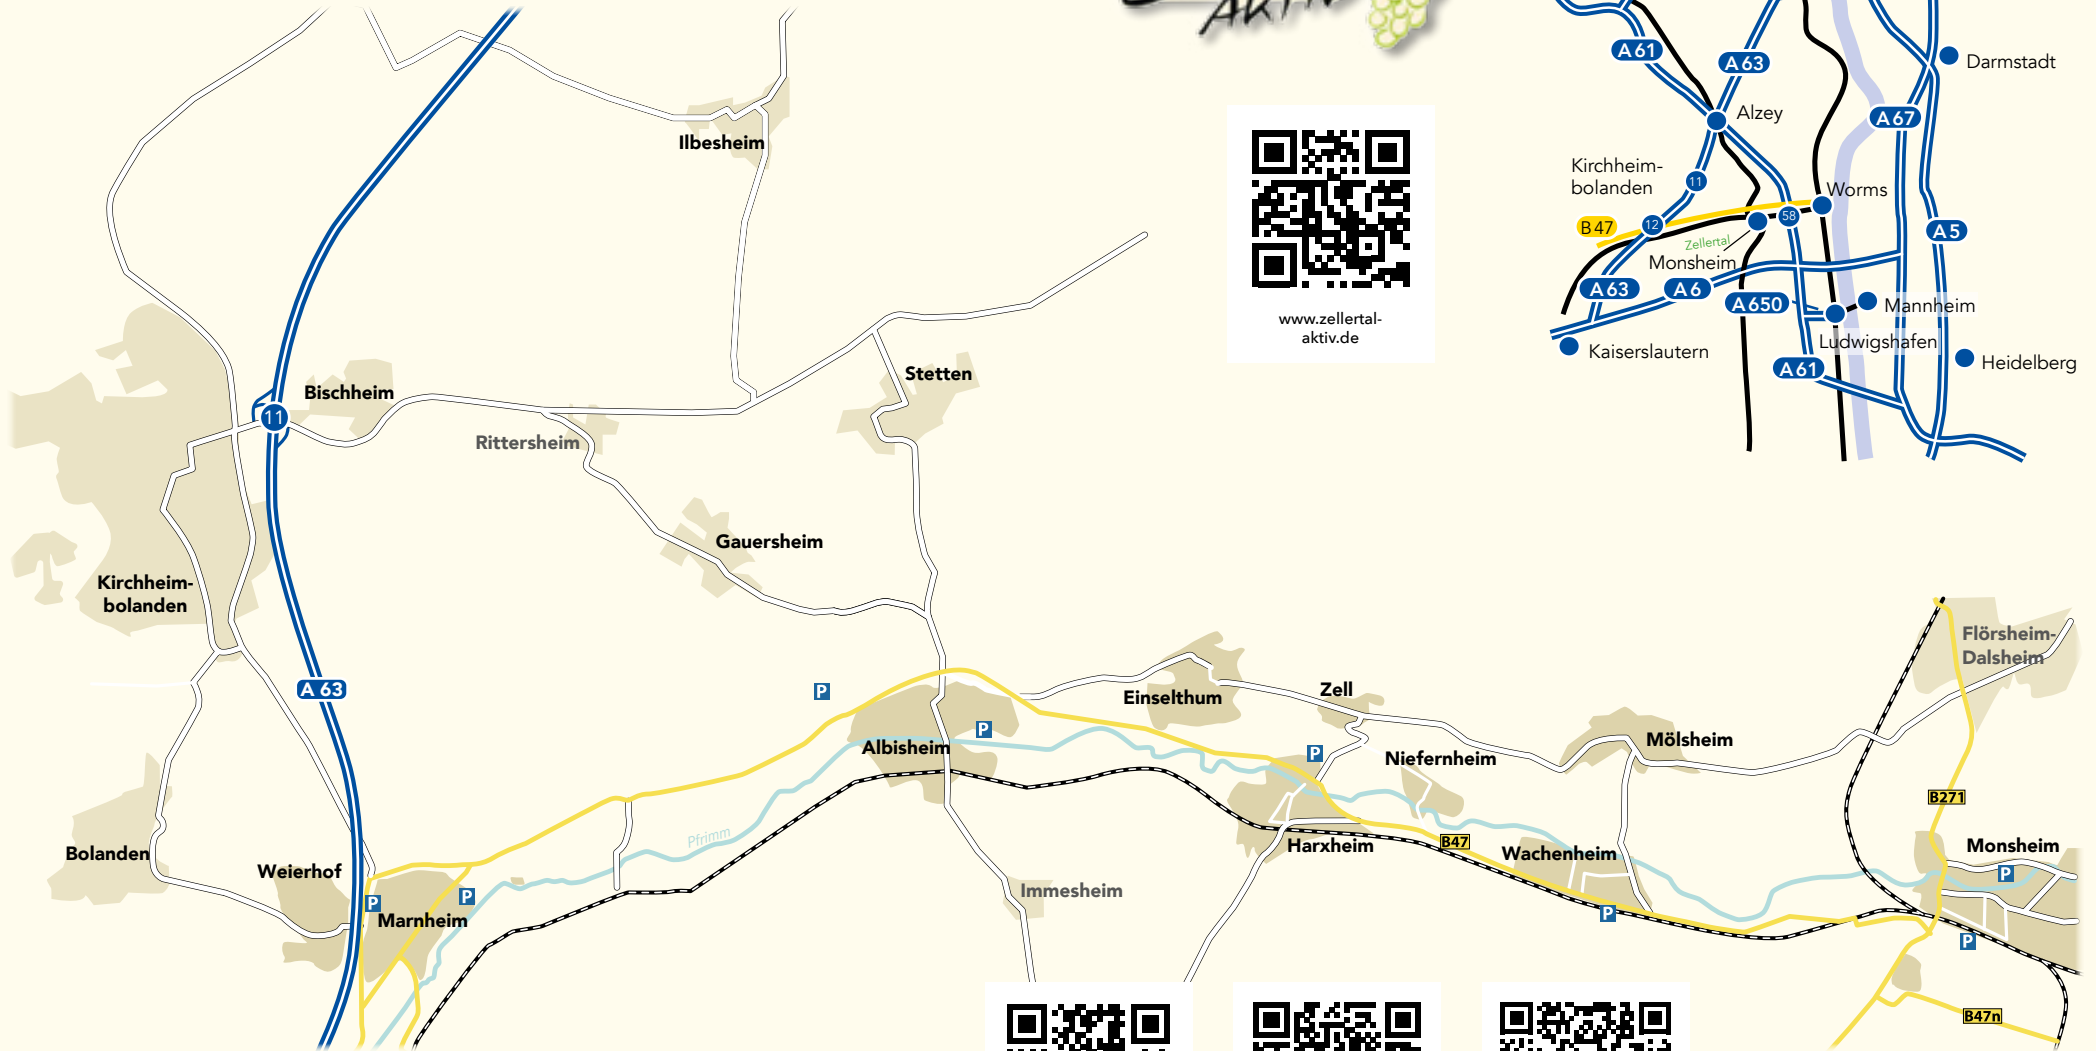 AKTIV
A 61
A 63
Darmstadt
A 67
Alzey
Kirchheim-
bolanden
11
Worms
B 47
12
58
A 5
Zellertal
Monsheim
A 63
A 6
A 650
Mannheim
Ludwigshafen
Kaiserslautern
A 61
Heidelberg
www.zellertal-
aktiv.de
Ilbesheim
Bischheim
11
Stetten
Rittersheim
Gauersheim
Kirchheim-
bolanden
A 63
Flörsheim-
Dalsheim
P
Einselthum
Zell
P
Albisheim
P
Niefernheim
Mölsheim
B271
Pfrimm
Bolanden
Weierhof
Harxheim
B47
Wachenheim
Monsheim
P
P
P
Marnheim
Immesheim
P
P
B47n